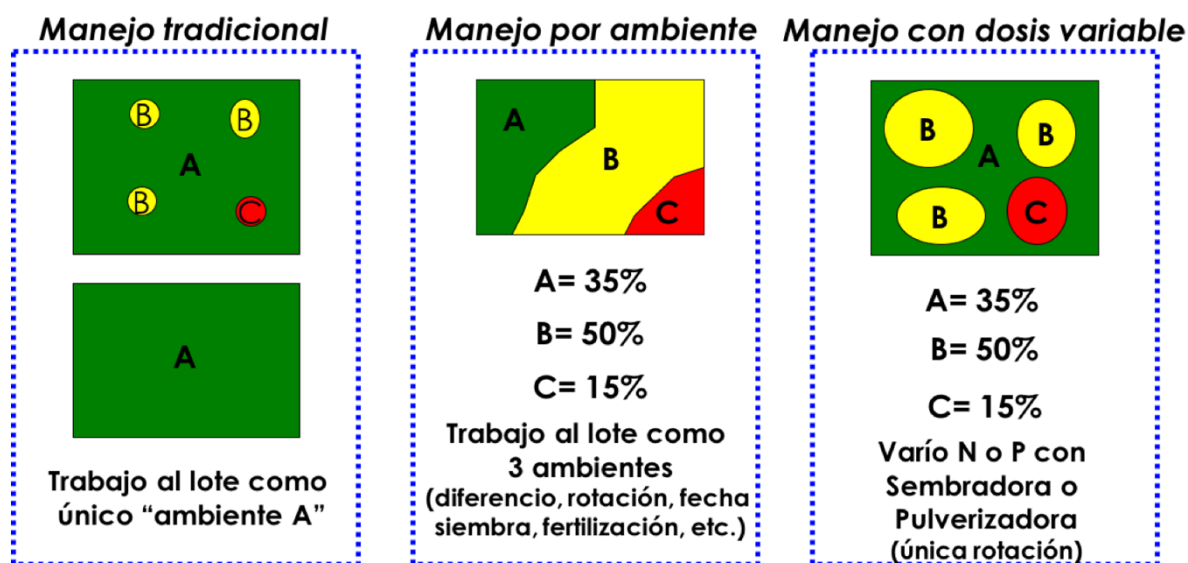 Manejo tradicional
B
B
A
B
C
A
Trabajo al lote como
único “ambiente A”
Manejo por ambiente
A
B
C
A= 35%
B= 50%
C= 15%
Trabajo al lote como
3 ambientes
(diferencio, rotación, fecha
siembra, fertilización, etc.)
Manejo con dosis variable
B
B
A
B
C
A= 35%
B= 50%
C= 15%
Varío N o P con
Sembradora o
Pulverizadora
(única rotación)